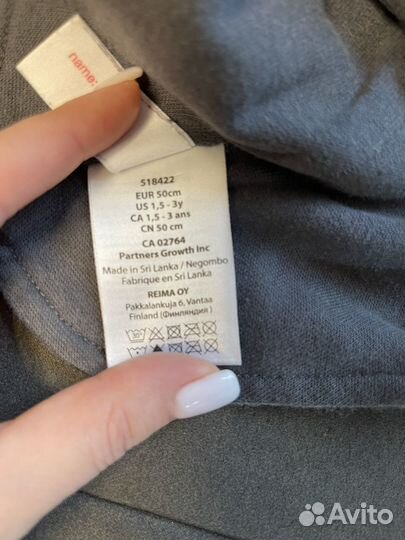 name:
518422
EUR 50cm
US 1,5 - 3y
CA 1,5 - 3 ans
CN 50 cm
CA 02764
Partners Growth Inc
Made in Sri Lanka / Negombo
Fabrique en Sri Lanka
REIMA OY
Pakkalankuja 6, Vantaa
Finland (Финляндия)
30°
Avito